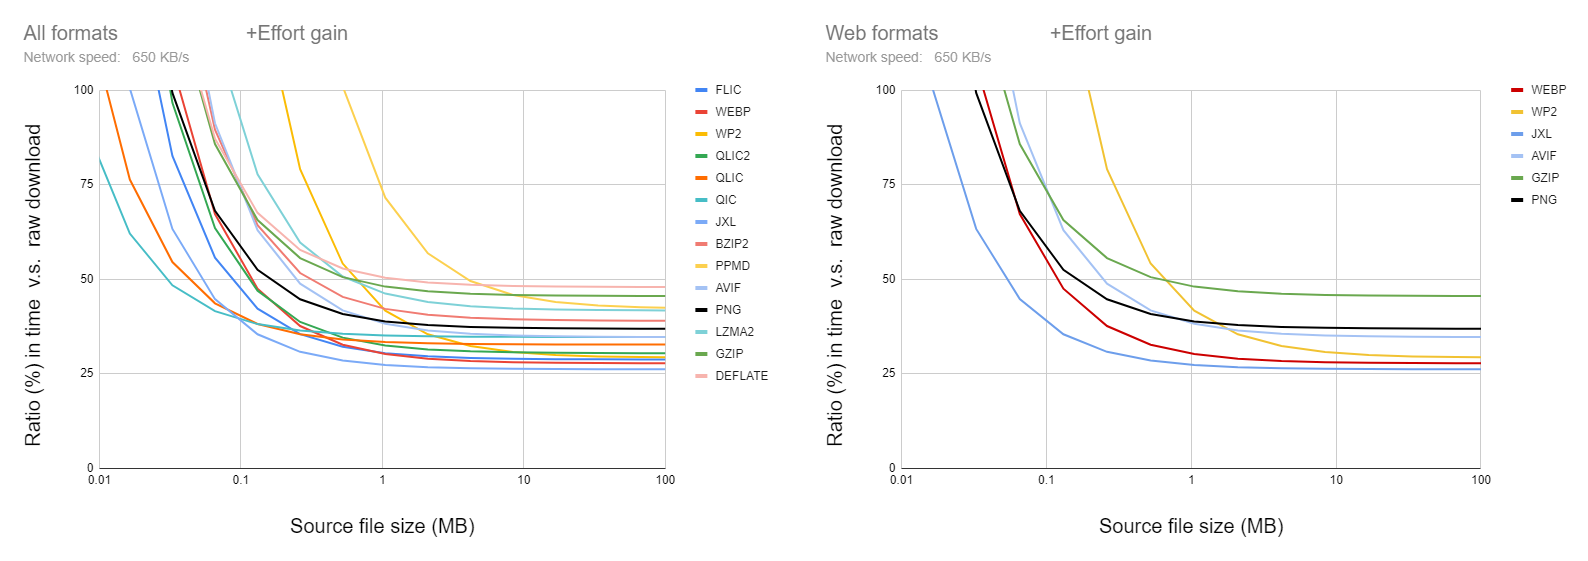 All formats
+Effort gain
Network speed: 650 KB/s
Ratio (%) in time v.s. raw download
100
75
50
25
0
0.01
0.1
1
10
100
Source file size (MB)
FLIC
WEBP
WP2
QLIC2
QLIC
QIC
JXL
BZIP2
PPMD
AVIF
PNG
LZMA2
GZIP
DEFLATE
Web formats
+Effort gain
Network speed: 650 KB/s
Ratio (%) in time v.s. raw download
100
75
50
25
0
0.01
0.1
1
10
100
Source file size (MB)
WEBP
WP2
JXL
AVIF
GZIP
PNG